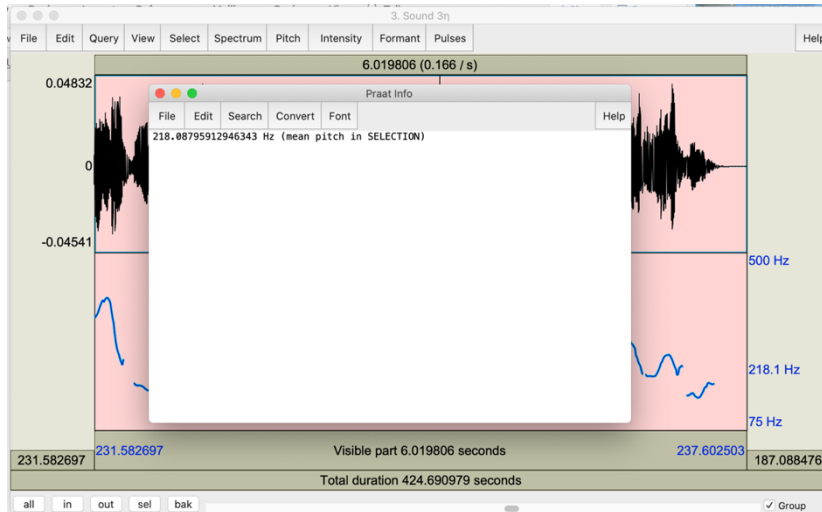 3. Sound 3η
File Edit Query View Select Spectrum Pitch Intensity Formant Pulses Help
6.019806 (0.166 / s)
0.04832
Praat Info
File Edit Search Convert Font Help
218.08795912946343 Hz (mean pitch in SELECTION)
0
-0.04541
500 Hz
218.1 Hz
75 Hz
231.582697 231.582697 Visible part 6.019806 seconds 237.602503 187.088476
Total duration 424.690979 seconds
all in out sel bak Group